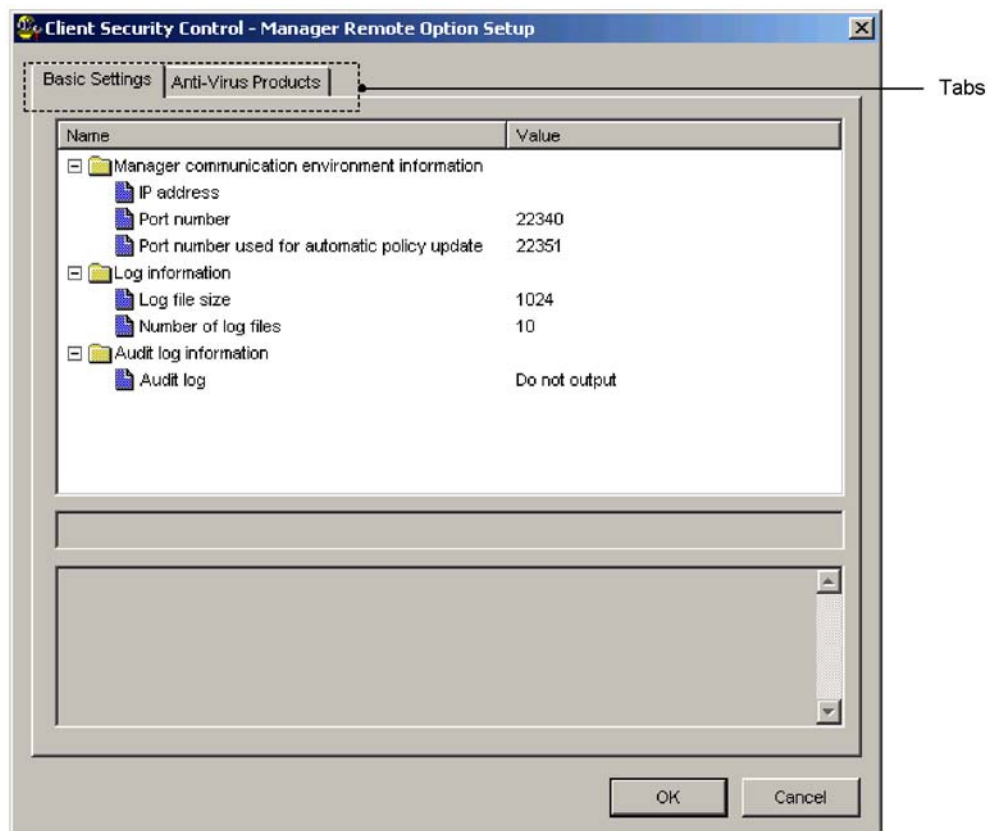 Client Security Control - Manager Remote Option Setup
Basic Settings Anti-Virus Products Tabs
Name Value
Manager communication environment information
IP address
Port number 22340
Port number used for automatic policy update 22351
Log information
Log file size 1024
Number of log files 10
Audit log information
Audit log Do not output
OK Cancel